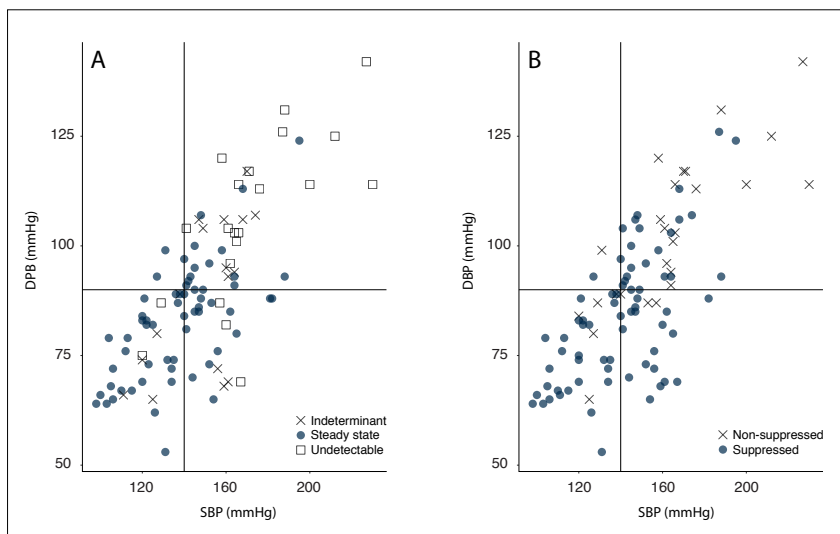 A
B
DPB (mmHg)
DBP (mmHg)
125
125
100
100
75
75
50
50
Indeterminant
Steady state
Undetectable
Non-suppressed
Suppressed
120 160 200
120 160 200
SBP (mmHg)
SBP (mmHg)